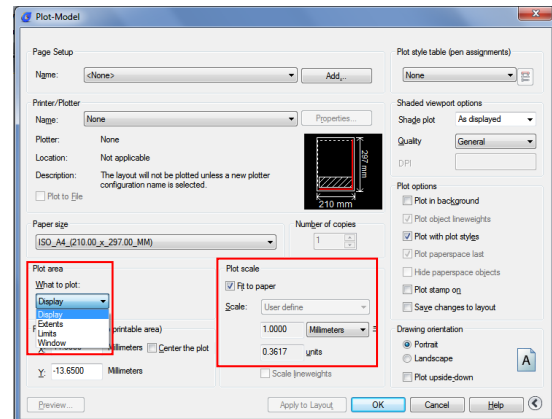 Plot-Model
Page Setup
Name: <None> Add...
Printer/Plotter
Name: None Properties...
Plotter: None
Location: Not applicable
Description: The layout will not be plotted unless a new plotter
configuration name is selected.
Plot to File
297 mm
210 mm
Paper size
ISO_A4_(210.00_x_297.00_MM)
Number of copies
1
Plot area
What to plot:
Display
Display
Extents
Limits
Window
printable area)
Millimeters Center the plot
Y: -13.6500 Millimeters
Plot scale
Fit to paper
Scale: User define
1.0000 Millimeters =
0.3617 units
Scale lineweights
Plot style table (pen assignments)
None
Shaded viewport options
Shade plot As displayed
Quality General
DPI
Plot options
Plot in background
Plot object lineweights
Plot with plot styles
Plot paperspace last
Hide paperspace objects
Plot stamp on
Save changes to layout
Drawing orientation
Portrait
Landscape
Plot upside-down
A
Preview... Apply to Layout OK Cancel Help